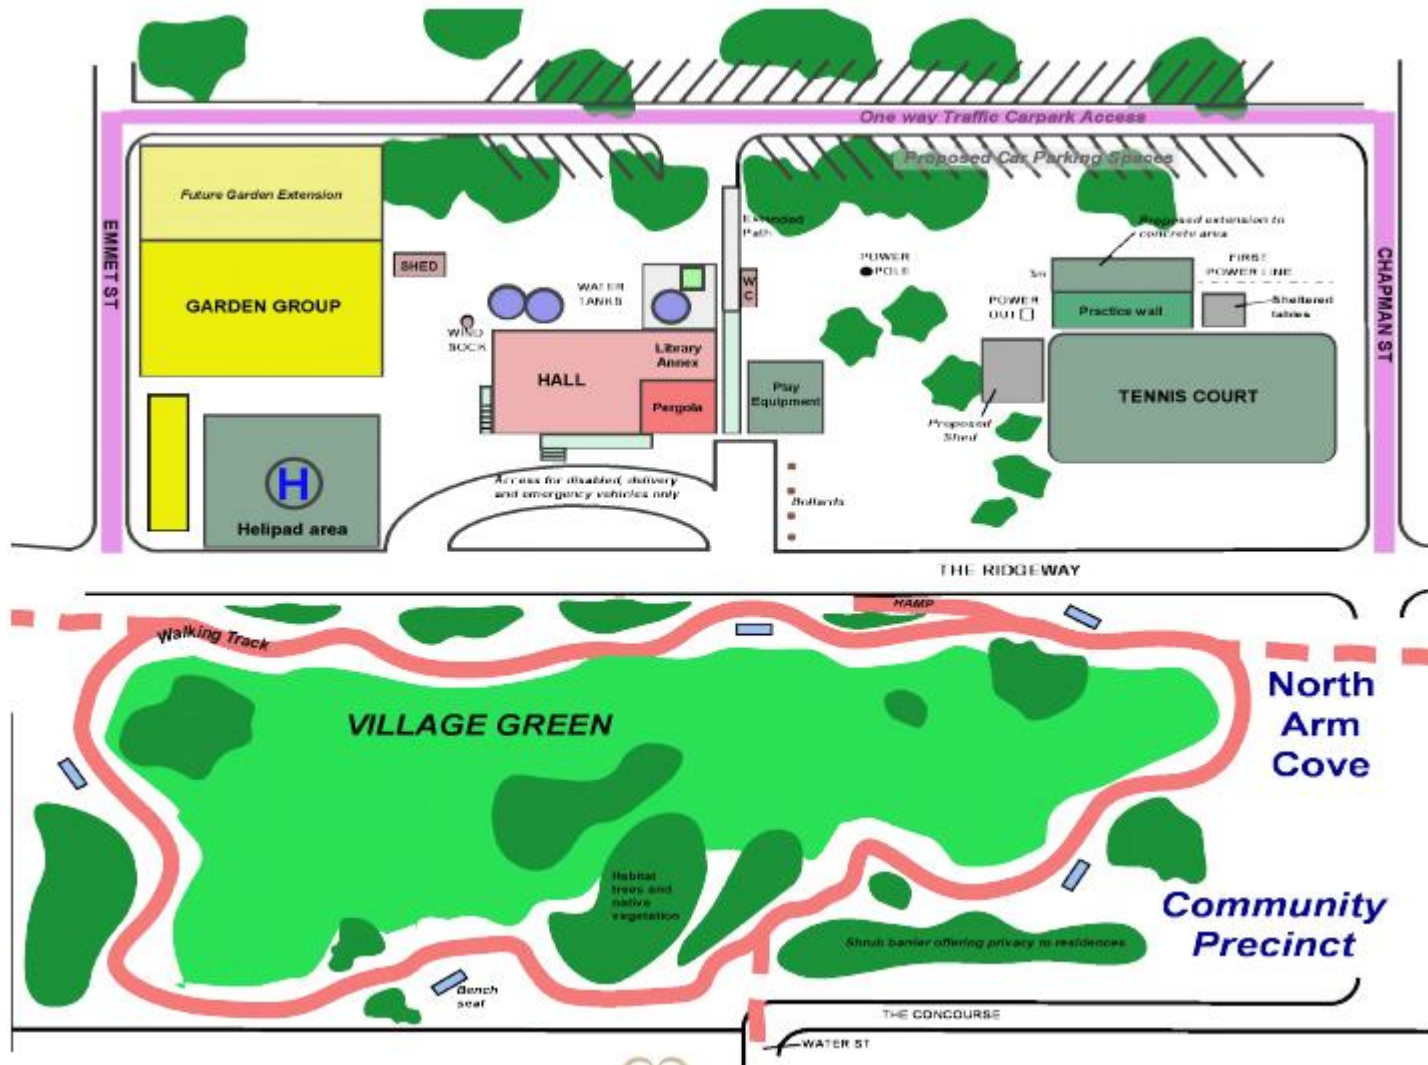 One way Traffic Carpark Access
Proposed Car Parking Spaces
Future Garden Extension
EMMET ST
GARDEN GROUP
SHED
WATER
TANKS
WIND
SOCK
HALL
Library
Annex
Pergola
Extended
Path
W
C
Play
Equipment
POWER
POLE
Proposed extension to
concrete area
3m
FIRST
POWER LINE
POWER
OUT
Practice wall
Sheltered
tables
CHAPMAN ST
TENNIS COURT
Proposed
Shed
H
Helipad area
Access for disabled, delivery
and emergency vehicles only
Bollards
THE RIDGEWAY
RAMP
Walking Track
VILLAGE GREEN
North
Arm
Cove
Habitat
trees and
native
vegetation
Community
Precinct
Shrub barrier offering privacy to residences
Bench
seat
THE CONCOURSE
WATER ST